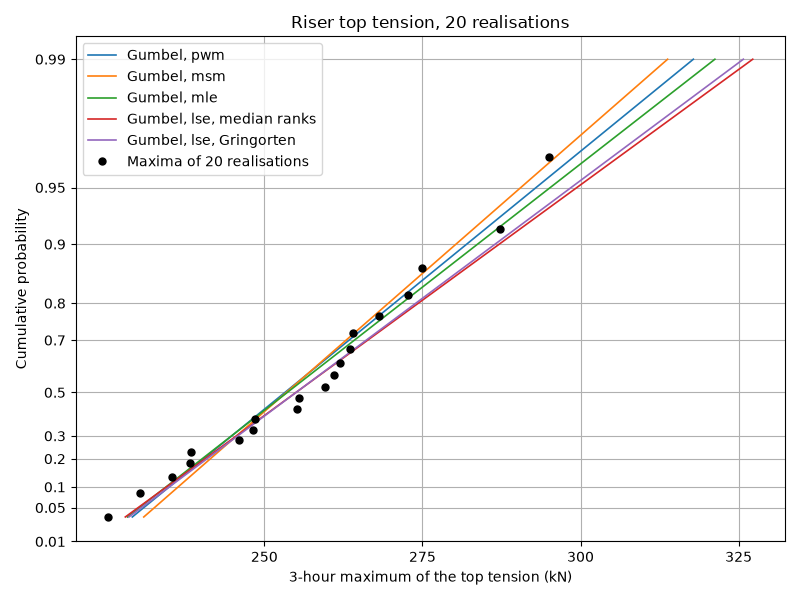 Riser top tension, 20 realisations
Gumbel, pwm
Gumbel, msm
Gumbel, mle
Gumbel, lse, median ranks
Gumbel, lse, Gringorten
Maxima of 20 realisations
Cumulative probability
0.99
0.95
0.9
0.8
0.7
0.5
0.3
0.2
0.1
0.05
0.01
250
275
300
325
3-hour maximum of the top tension (kN)